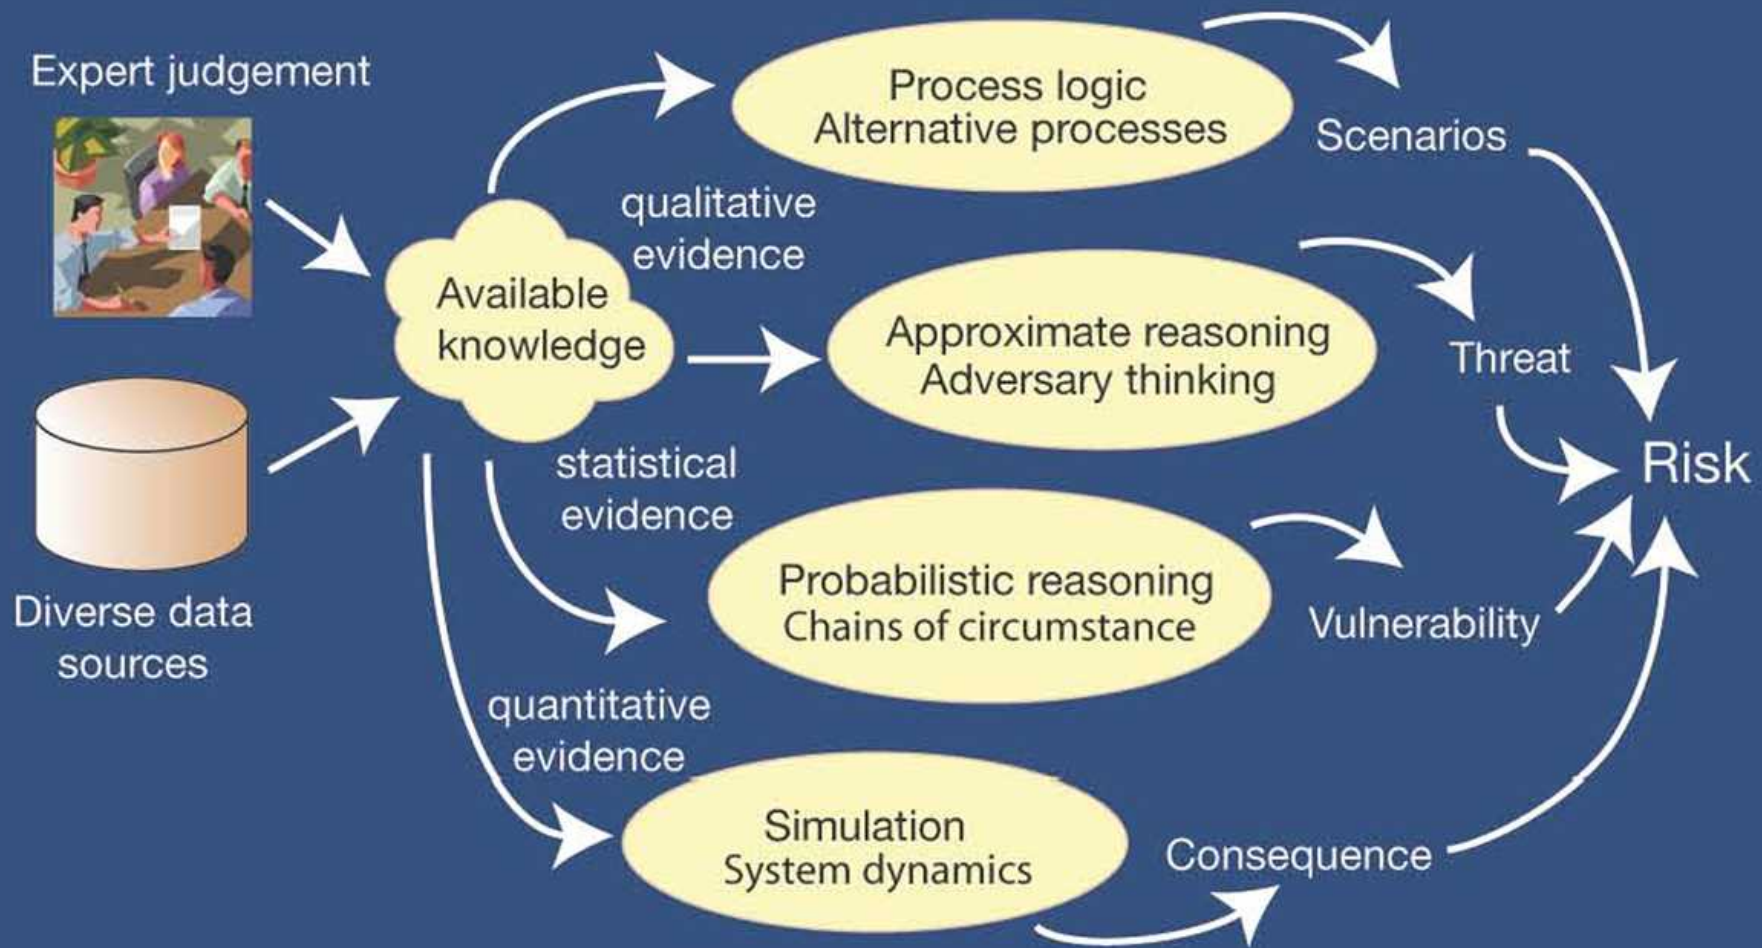 Expert judgement
Diverse data
sources
Available
knowledge
qualitative
evidence
statistical
evidence
quantitative
evidence
Process logic
Alternative processes
Scenarios
Approximate reasoning
Adversary thinking
Threat
Probabilistic reasoning
Chains of circumstance
Vulnerability
Simulation
System dynamics
Consequence
Risk